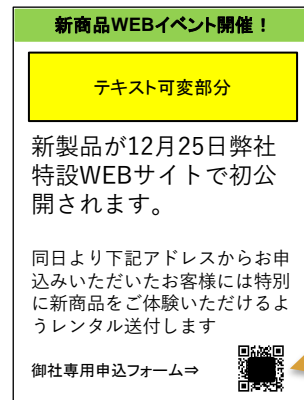 新商品WEBイベント開催！
テキスト可変部分
新製品が12月25日弊社
特設WEBサイトで初公
開されます。
同日より下記アドレスからお申
込みいただいたお客様には特別
に新商品をご体験いただけるよ
うレンタル送付します
御社専用申込フォーム⇒